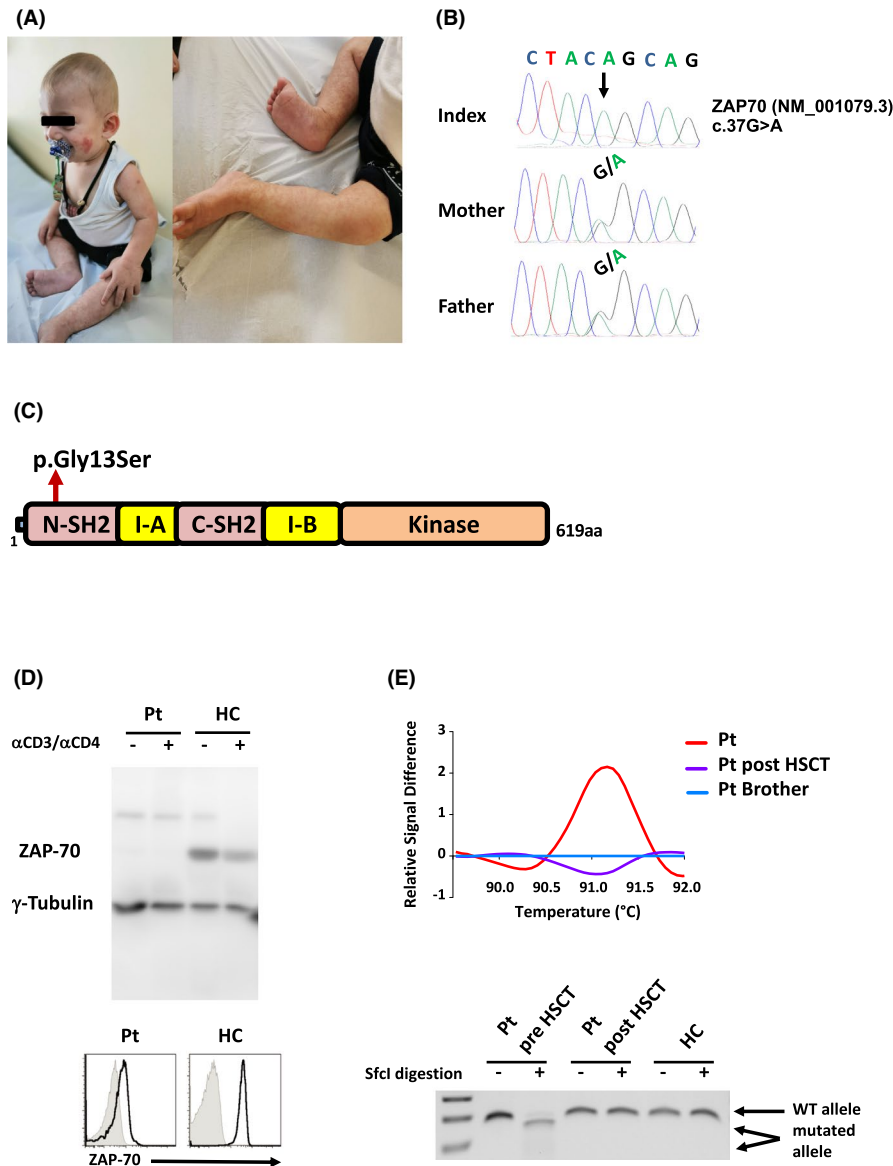 (A)
(B)
C T A C A G C A G
Index
ZAP70 (NM_001079.3)
c.37G>A
G/A
Mother
G/A
Father
(C)
p.Gly13Ser
N-SH2 I-A C-SH2 I-B Kinase
1
619aa
(D)
Pt HC
αCD3/αCD4 - + - +
ZAP-70
γ-Tubulin
Pt HC
ZAP-70
(E)
Relative Signal Difference
3
2
1
0
-1
90.0 90.5 91.0 91.5 92.0
Temperature (°C)
Pt
Pt post HSCT
Pt Brother
Pt
pre HSCT
Pt
post HSCT
HC
SfcI digestion - + - + - +
WT allele
mutated
allele